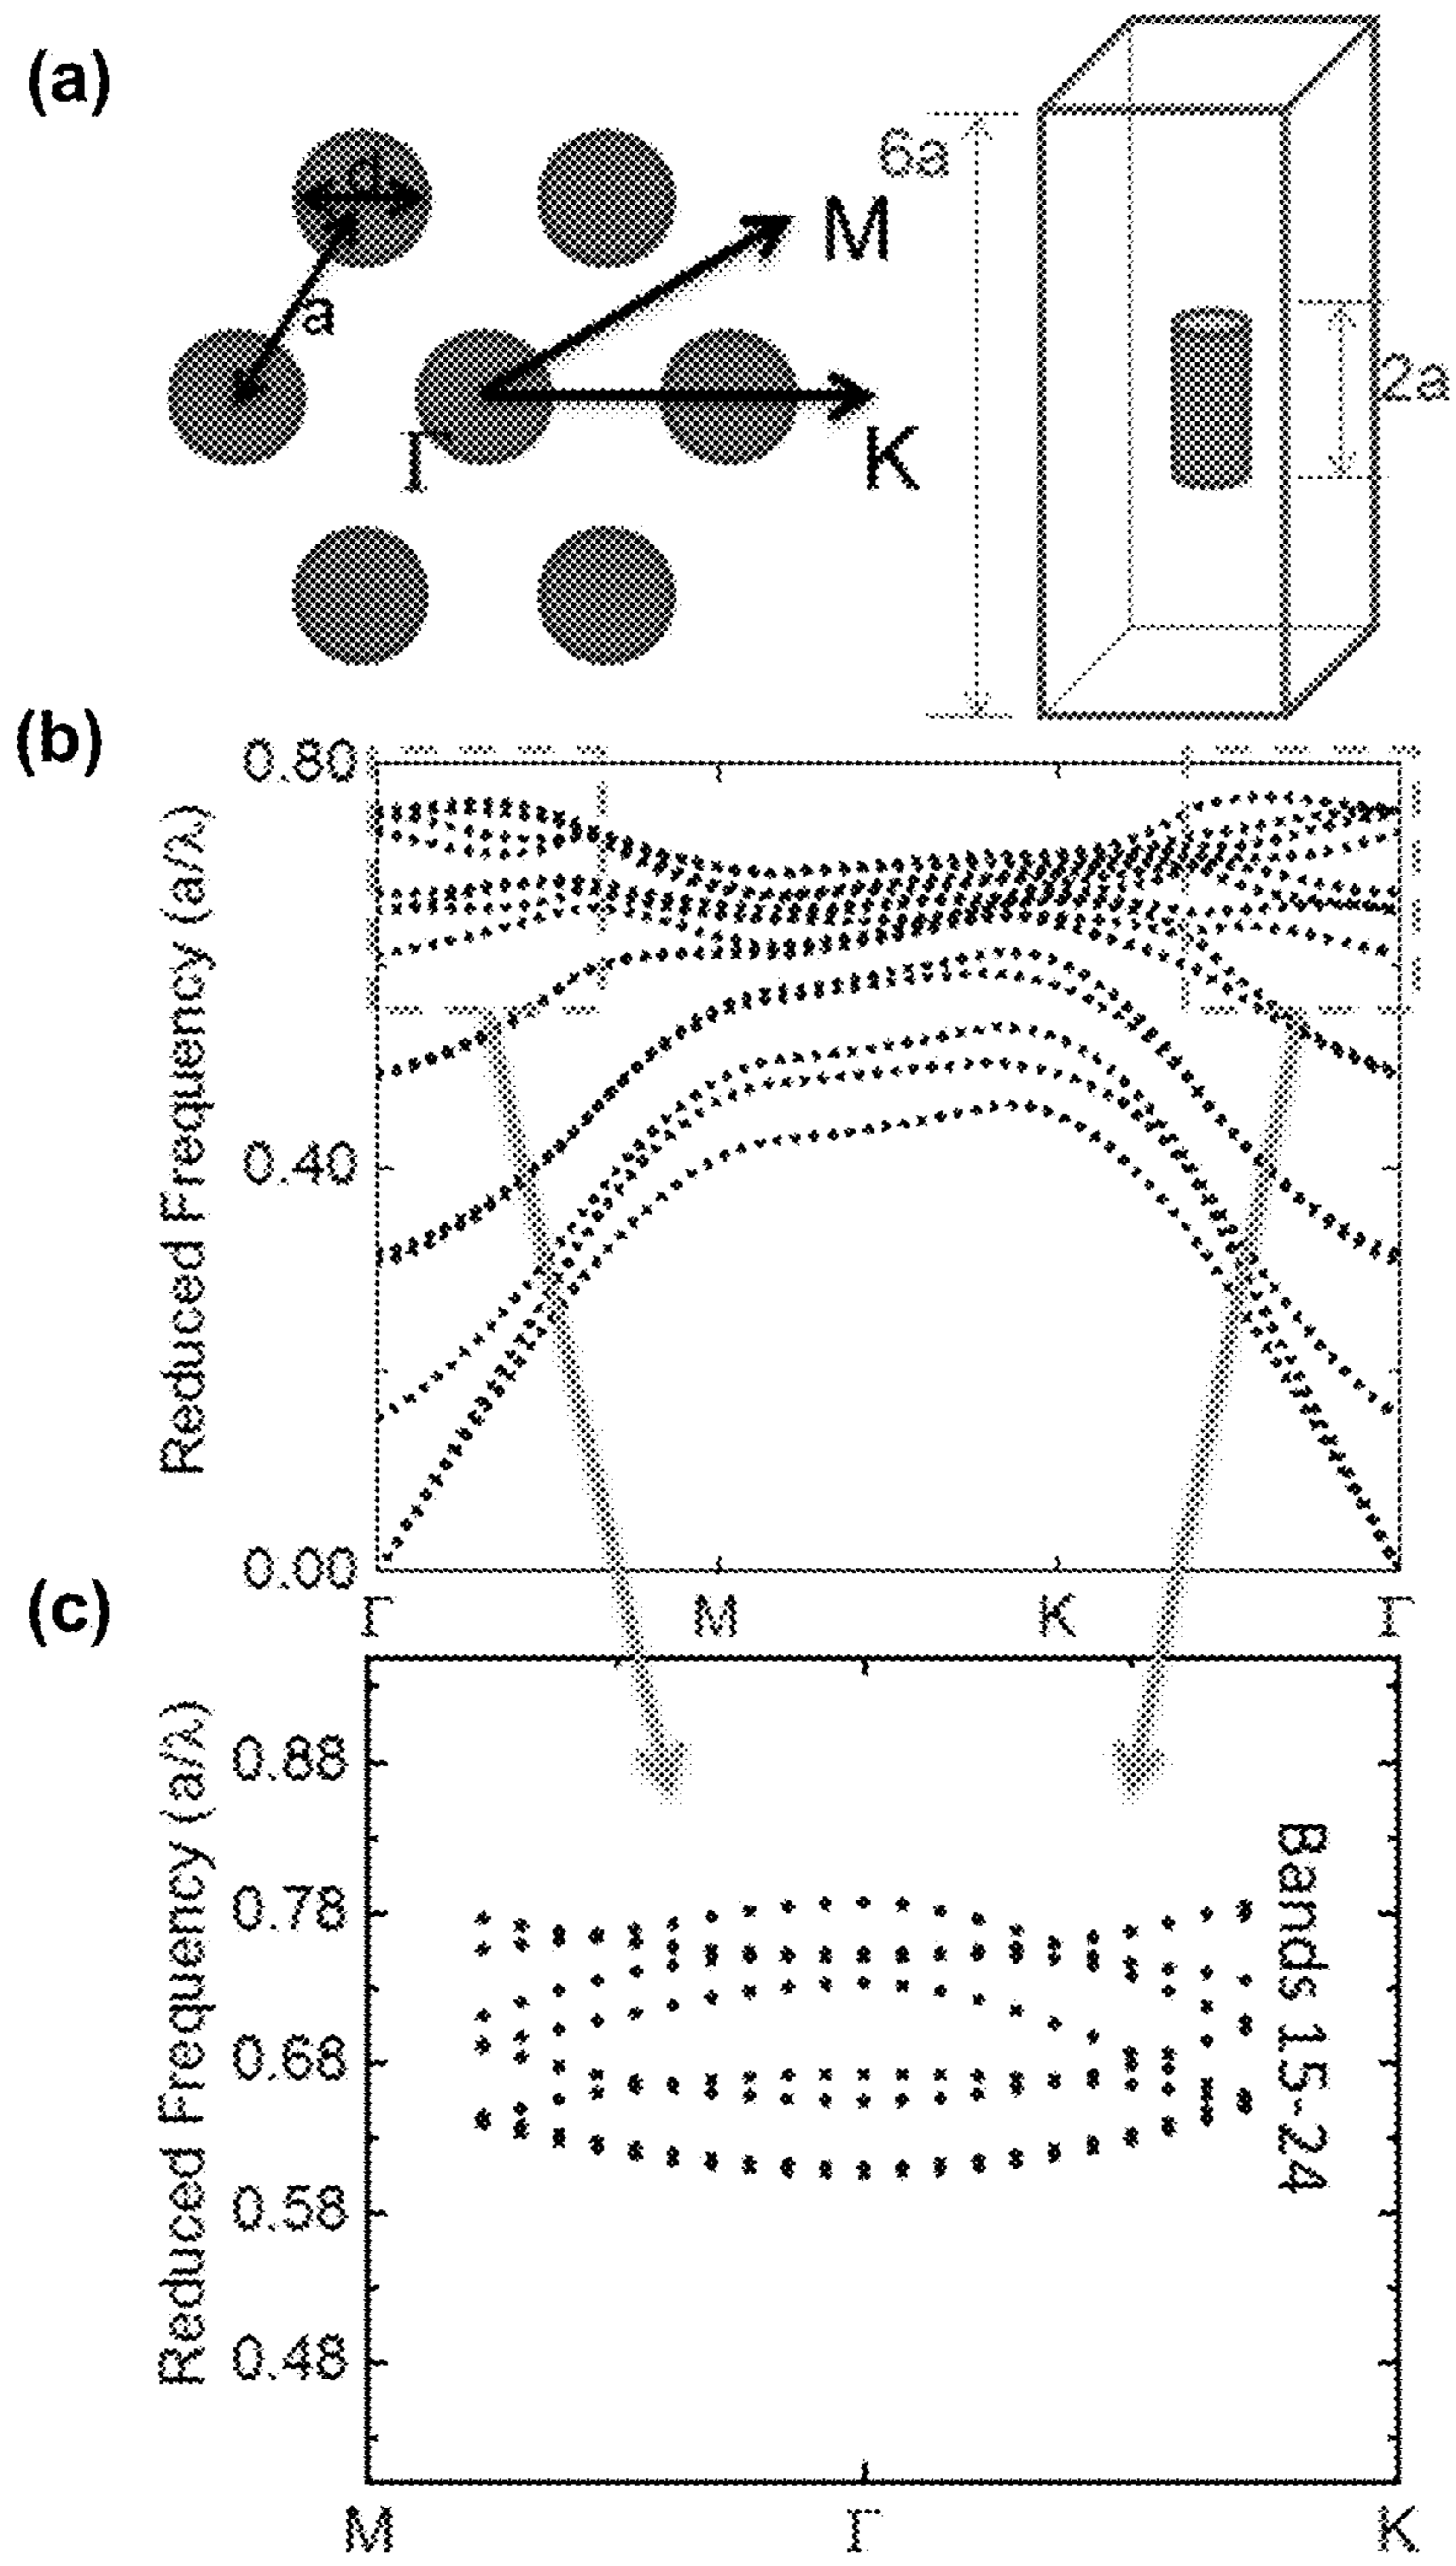 (a)
d
a
M
Γ
K
6a
2a
(b)
Reduced Frequency (a/λ)
0.80
0.40
0.00
Γ
M
K
Γ
(c)
Reduced Frequency (a/λ)
0.88
0.78
0.68
0.58
0.48
Bands 15-24
M
Γ
K